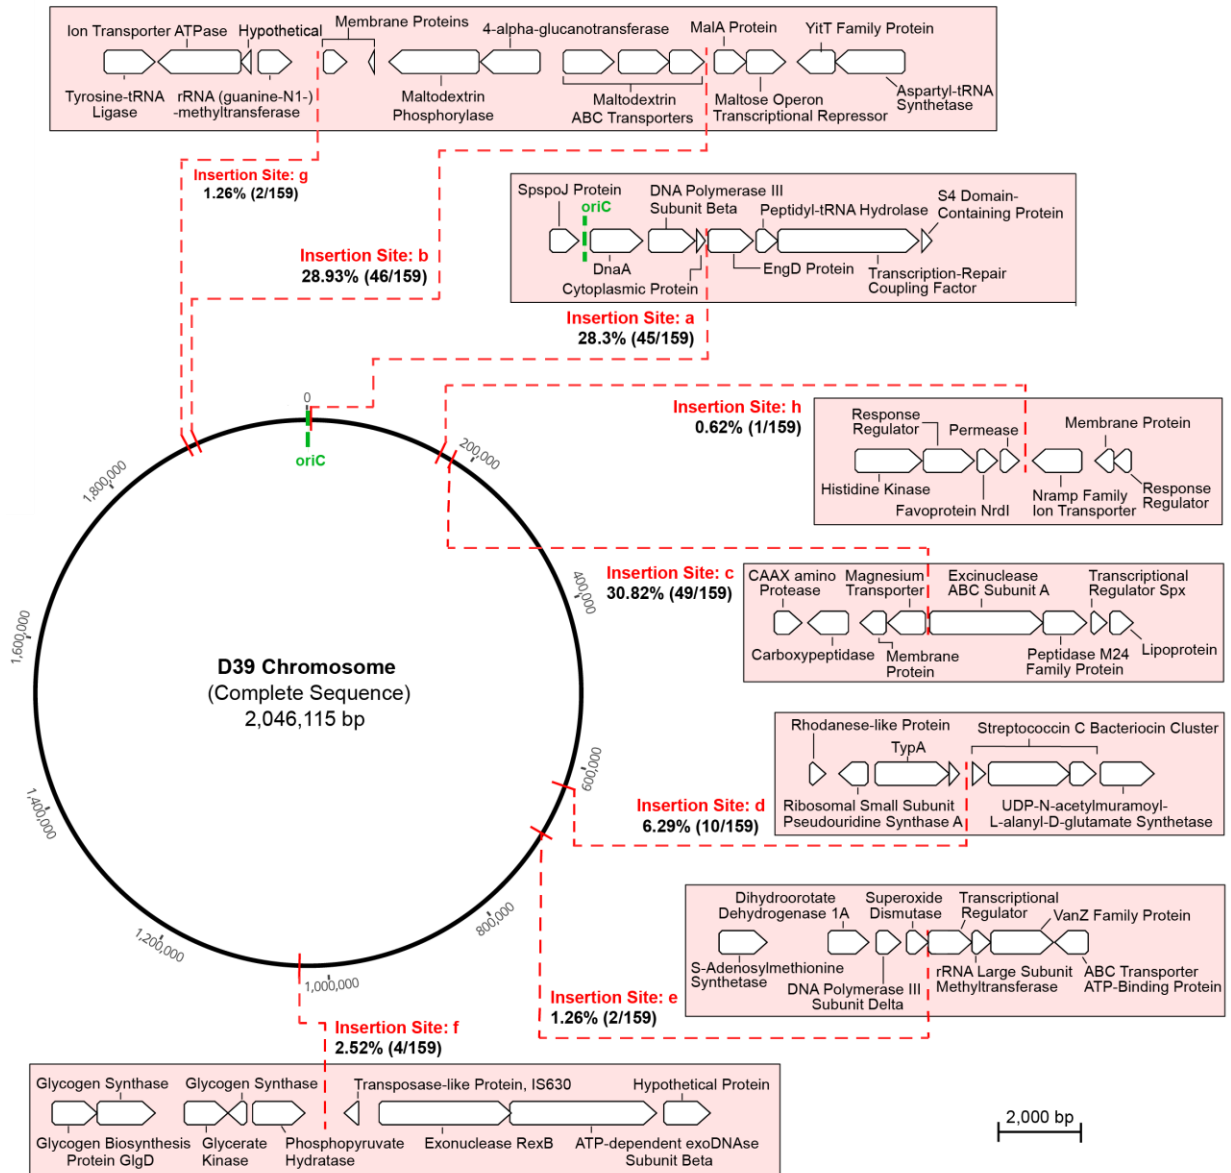 Ion Transporter ATPase
Hypothetical
Membrane Proteins
4-alpha-glucanotransferase
MalA Protein
YitT Family Protein
Tyrosine-tRNA
Ligase
rRNA (guanine-N1-)
-methyltransferase
Maltodextrin
Phosphorylase
Maltodextrin
ABC Transporters
Maltose Operon
Transcriptional Repressor
Aspartyl-tRNA
Synthetase
Insertion Site: g
1.26% (2/159)
Insertion Site: b
28.93% (46/159)
SpspoJ Protein
oriC
DNA Polymerase III
Subunit Beta
Peptidyl-tRNA Hydrolase
S4 Domain-
Containing Protein
DnaA
Cytoplasmic Protein
EngD Protein
Transcription-Repair
Coupling Factor
Insertion Site: a
28.3% (45/159)
Insertion Site: h
0.62% (1/159)
Response
Regulator
Permease
Membrane Protein
Histidine Kinase
Favoprotein NrdI
Nramp Family
Ion Transporter
Response
Regulator
Insertion Site: c
30.82% (49/159)
CAAX amino
Protease
Magnesium
Transporter
Excinuclease
ABC Subunit A
Transcriptional
Regulator Spx
Carboxypeptidase
Membrane
Protein
Peptidase M24
Family Protein
Lipoprotein
0
oriC
200,000
400,000
600,000
800,000
1,000,000
1,200,000
1,400,000
1,600,000
1,800,000
D39 Chromosome
(Complete Sequence)
2,046,115 bp
Insertion Site: d
6.29% (10/159)
Rhodanese-like Protein
TypA
Streptococcin C Bacteriocin Cluster
Ribosomal Small Subunit
Pseudouridine Synthase A
UDP-N-acetylmuramoyl-
L-alanyl-D-glutamate Synthetase
Insertion Site: e
1.26% (2/159)
Dihydroorotate
Dehydrogenase 1A
Superoxide
Dismutase
Transcriptional
Regulator
VanZ Family Protein
S-Adenosylmethionine
Synthetase
DNA Polymerase III
Subunit Delta
rRNA Large Subunit
Methyltransferase
ABC Transporter
ATP-Binding Protein
Insertion Site: f
2.52% (4/159)
Glycogen Synthase
Glycogen Synthase
Transposase-like Protein, IS630
Hypothetical Protein
Glycogen Biosynthesis
Protein GlgD
Glycerate
Kinase
Phosphopyruvate
Hydratase
Exonuclease RexB
ATP-dependent exoDNAse
Subunit Beta
2,000 bp